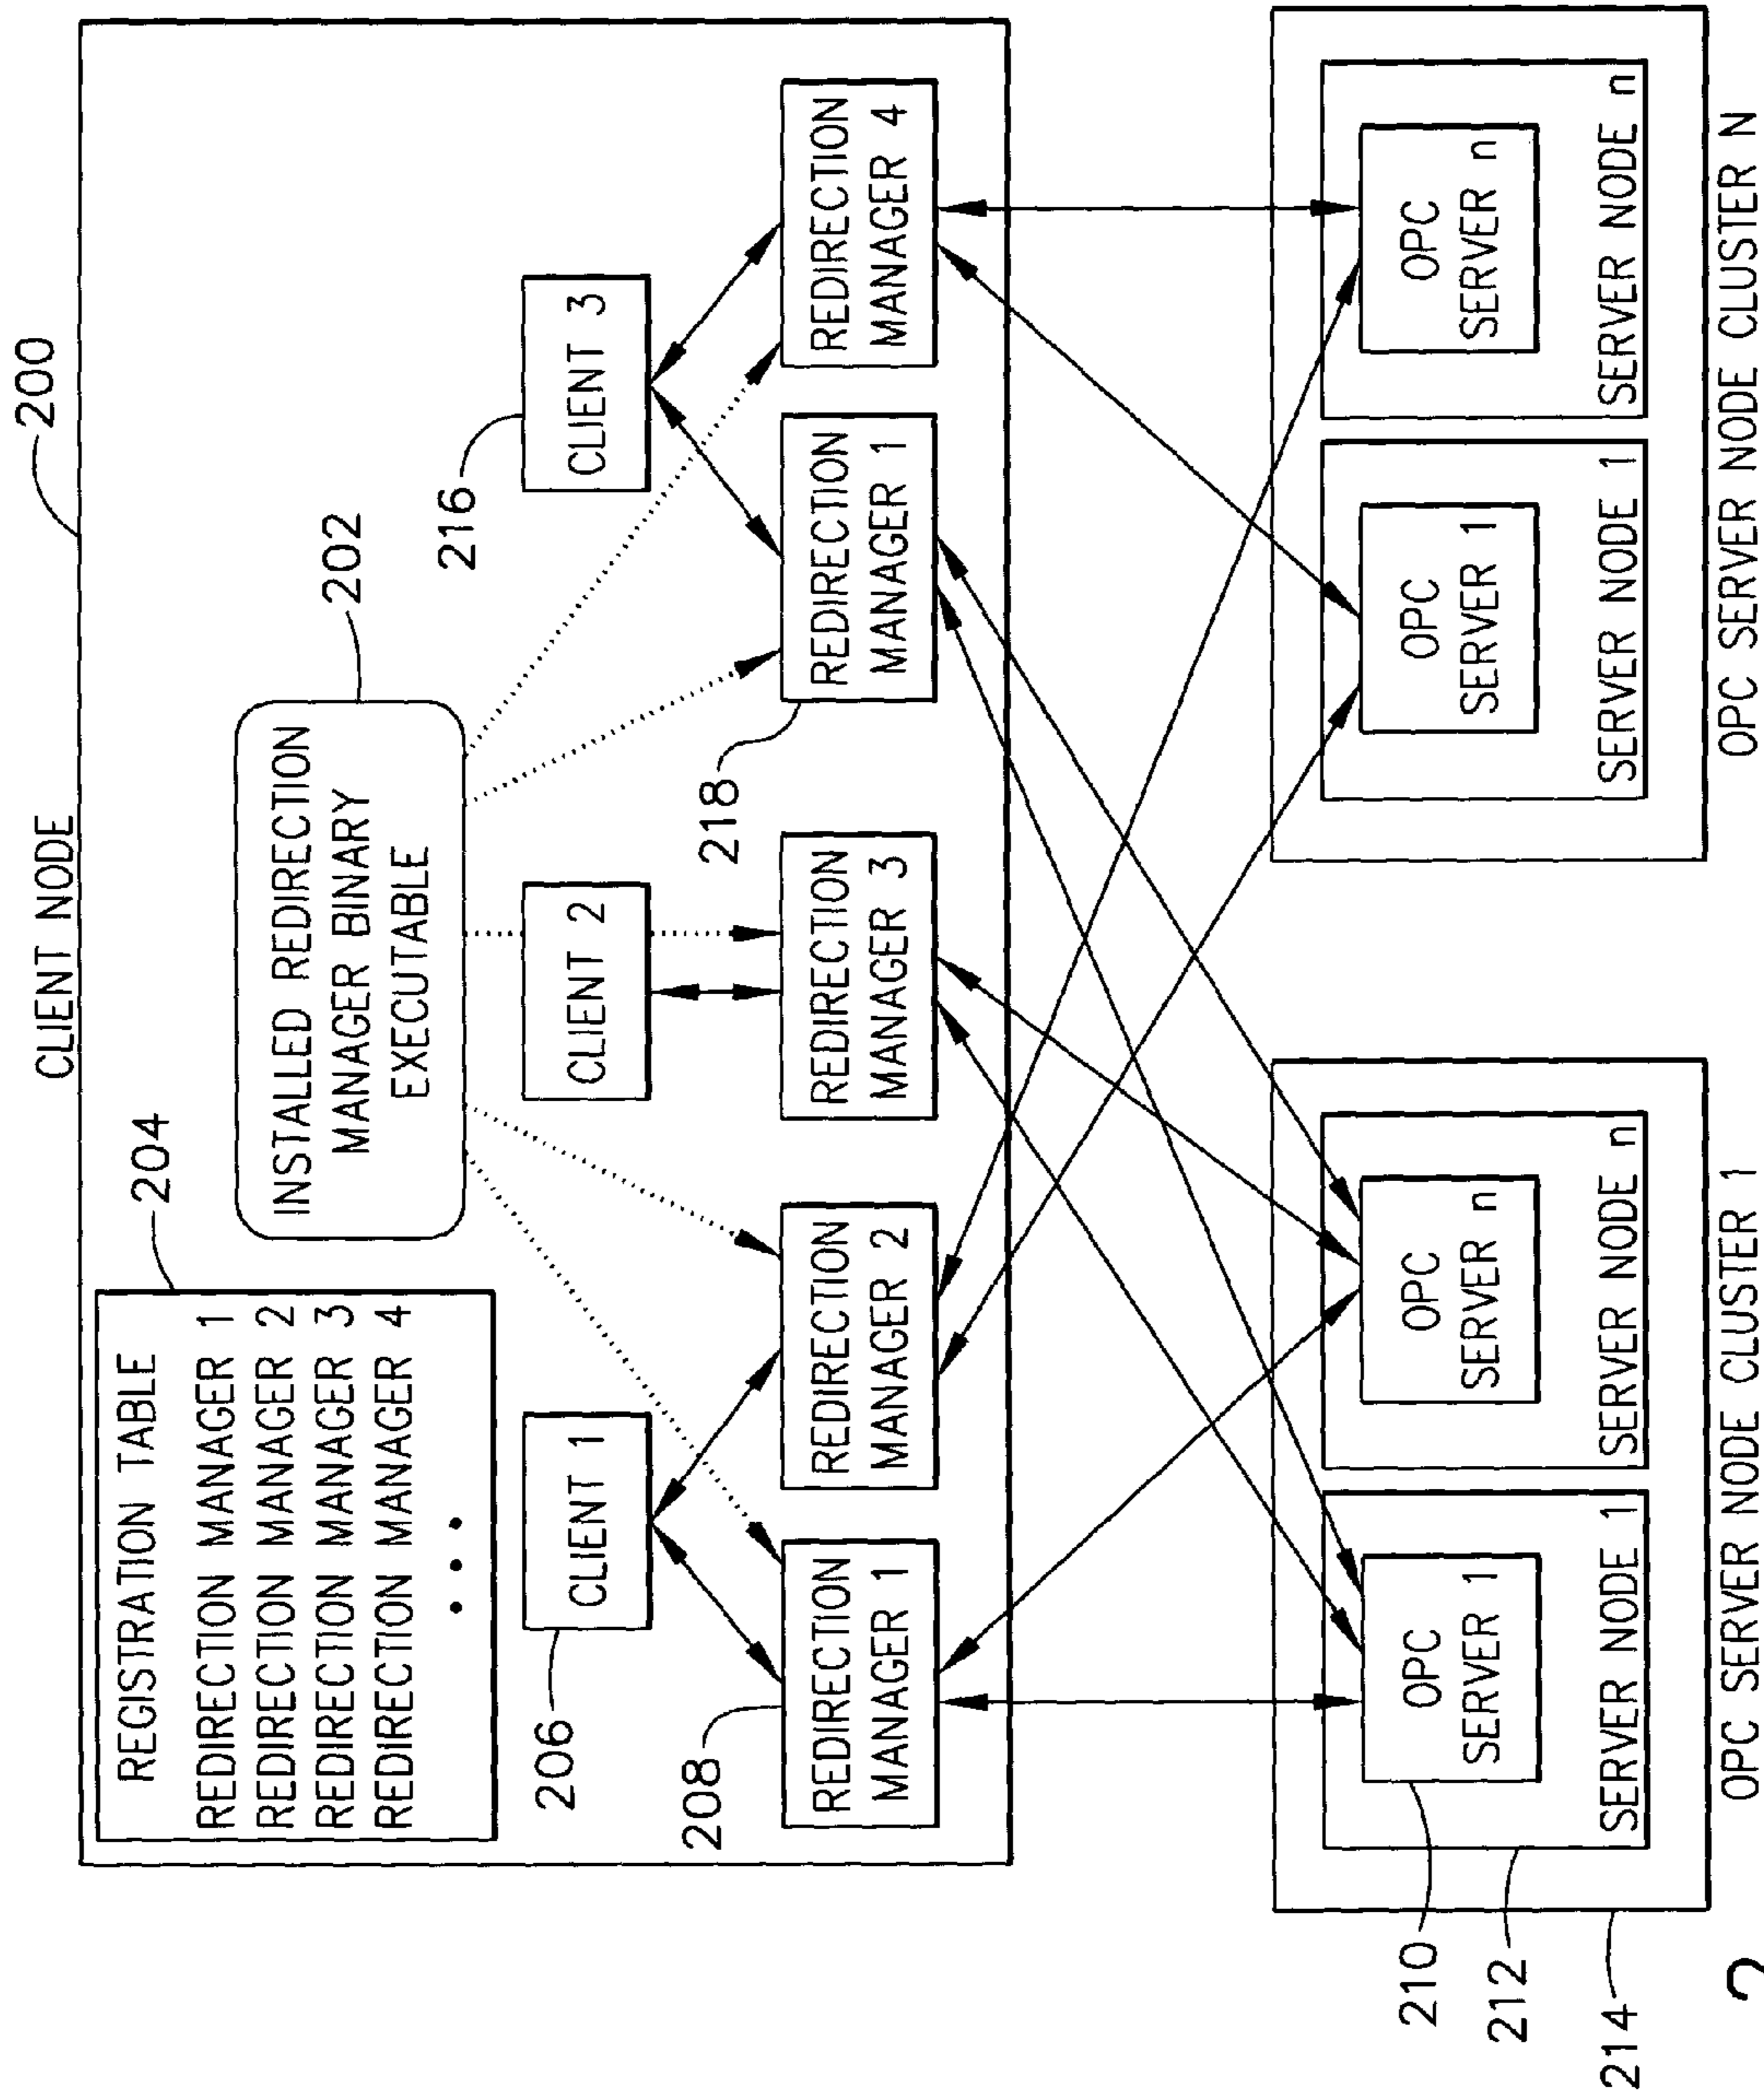 CLIENT NODE
200
REGISTRATION TABLE
REDIRECTION MANAGER 1
REDIRECTION MANAGER 2
REDIRECTION MANAGER 3
REDIRECTION MANAGER 4
• • •
204
INSTALLED REDIRECTION
MANAGER BINARY
EXECUTABLE
202
206
CLIENT 1
CLIENT 2
216
CLIENT 3
208
REDIRECTION
MANAGER 1
REDIRECTION
MANAGER 2
REDIRECTION
MANAGER 3
218
REDIRECTION
MANAGER 1
REDIRECTION
MANAGER 4
210
OPC
SERVER 1
212
SERVER NODE 1
OPC
SERVER n
SERVER NODE n
214
OPC SERVER NODE CLUSTER 1
OPC
SERVER 1
SERVER NODE 1
OPC
SERVER n
SERVER NODE n
OPC SERVER NODE CLUSTER N